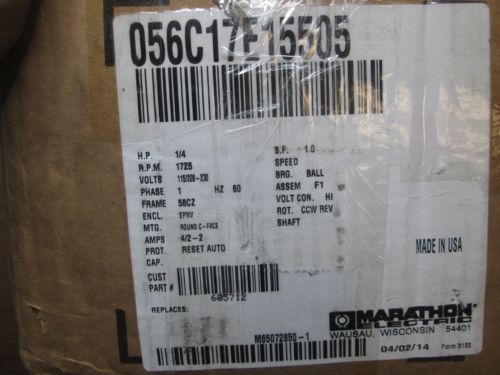 056C17E15505
H.P. 1/4
R.P.M. 1725
VOLTS 115/208-230
PHASE 1 HZ 60
FRAME 56CZ
ENCL. EPNV
MTG. ROUND C-FACE
AMPS 4/2-2
PROT. RESET AUTO
CAP.
S.F. 1.0
SPEED
BRG. BALL
ASSEM F1
VOLT CON. HI
ROT. CCW REV
SHAFT
MADE IN USA
CUST
PART #
605712
REPLACES:
M65072850-1
MARATHON
ELECTRIC
WAUSAU, WISCONSIN 54401
04/02/14 Form 3133